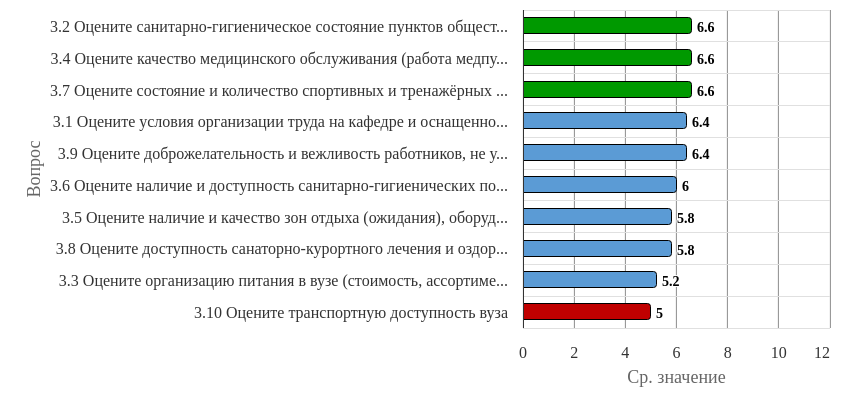 3.2 Оцените санитарно-гигиеническое состояние пунктов общест... 6.6
3.4 Оцените качество медицинского обслуживания (работа медпу... 6.6
3.7 Оцените состояние и количество спортивных и тренажёрных ... 6.6
3.1 Оцените условия организации труда на кафедре и оснащенно... 6.4
3.9 Оцените доброжелательность и вежливость работников, не у... 6.4
3.6 Оцените наличие и доступность санитарно-гигиенических по... 6
3.5 Оцените наличие и качество зон отдыха (ожидания), оборуд... 5.8
3.8 Оцените доступность санаторно-курортного лечения и оздор... 5.8
3.3 Оцените организацию питания в вузе (стоимость, ассортиме... 5.2
3.10 Оцените транспортную доступность вуза 5
Вопрос
0 2 4 6 8 10 12
Ср. значение